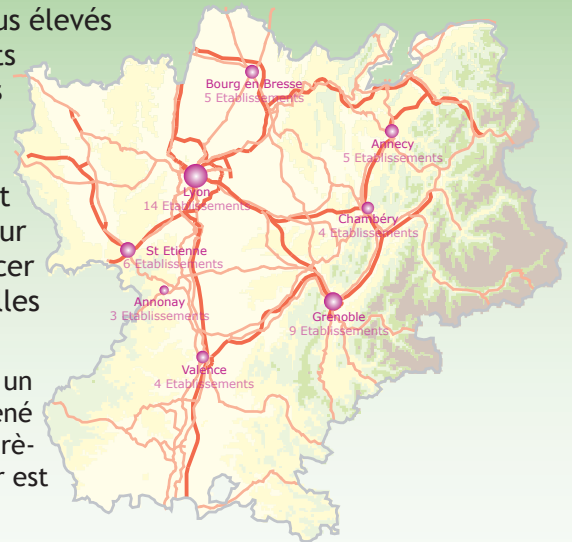 us élevés
ts
s
t
ur
cer
lles
un
ené
rè-
r est
Bourg en Bresse
5 Etablissements
Annecy
5 Etablissements
Lyon
14 Etablissements
Chambéry
4 Etablissements
St Etienne
6 Etablissements
Annonay
3 Etablissements
Grenoble
9 Etablissements
Valence
4 Etablissements